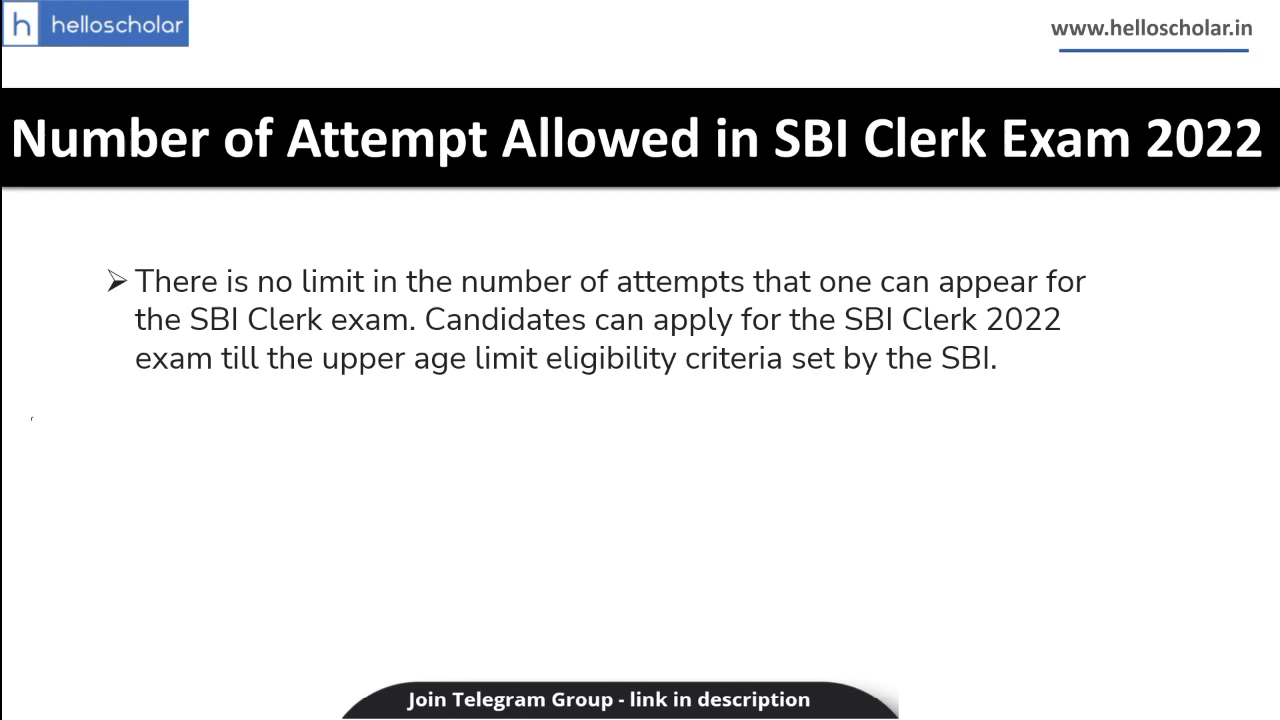 h helloscholar
www.helloscholar.in
Number of Attempt Allowed in SBI Clerk Exam 2022
➢ There is no limit in the number of attempts that one can appear for
the SBI Clerk exam. Candidates can apply for the SBI Clerk 2022
exam till the upper age limit eligibility criteria set by the SBI.
Join Telegram Group - link in description